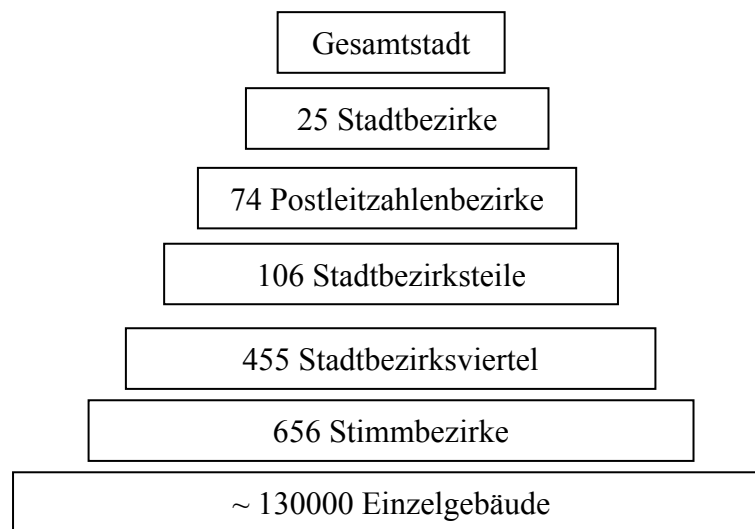 Gesamtstadt
25 Stadtbezirke
74 Postleitzahlenbezirke
106 Stadtbezirksteile
455 Stadtbezirksviertel
656 Stimmbezirke
~ 130000 Einzelgebäude